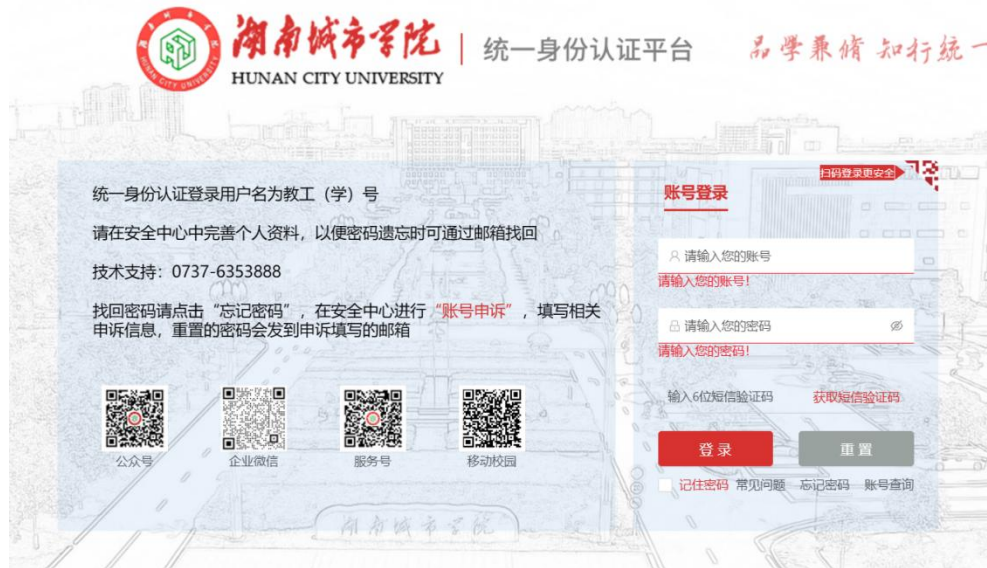 湖南城市学院
HUNAN CITY UNIVERSITY
统一身份认证平台
品學兼脩 知行統一
统一身份认证登录用户名为教工（学）号
请在安全中心中完善个人资料，以便密码遗忘时可通过邮箱找回
技术支持：0737-6353888
找回密码请点击“忘记密码”，在安全中心进行“账号申诉”，填写相关
申诉信息，重置的密码会发到申诉填写的邮箱
公众号
企业微信
服务号
移动校园
扫码登录更安全
账号登录
请输入您的账号
请输入您的账号!
请输入您的密码
请输入您的密码!
输入6位短信验证码
获取短信验证码
登 录
重 置
记住密码 常见问题 忘记密码 账号查询
湖南城市学院